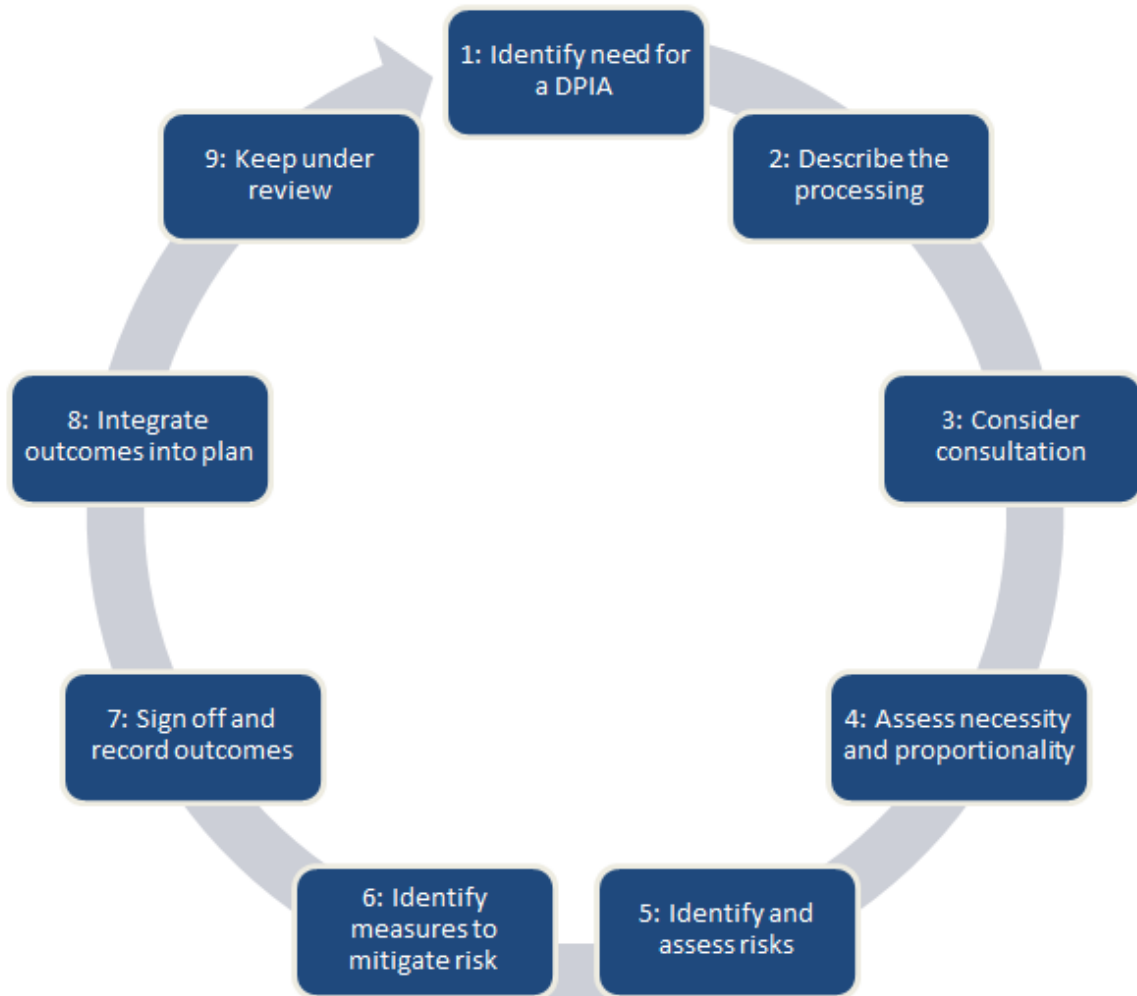 1: Identify need for
a DPIA
2: Describe the
processing
3: Consider
consultation
4: Assess necessity
and proportionality
5: Identify and
assess risks
6: Identify
measures to
mitigate risk
7: Sign off and
record outcomes
8: Integrate
outcomes into plan
9: Keep under
review